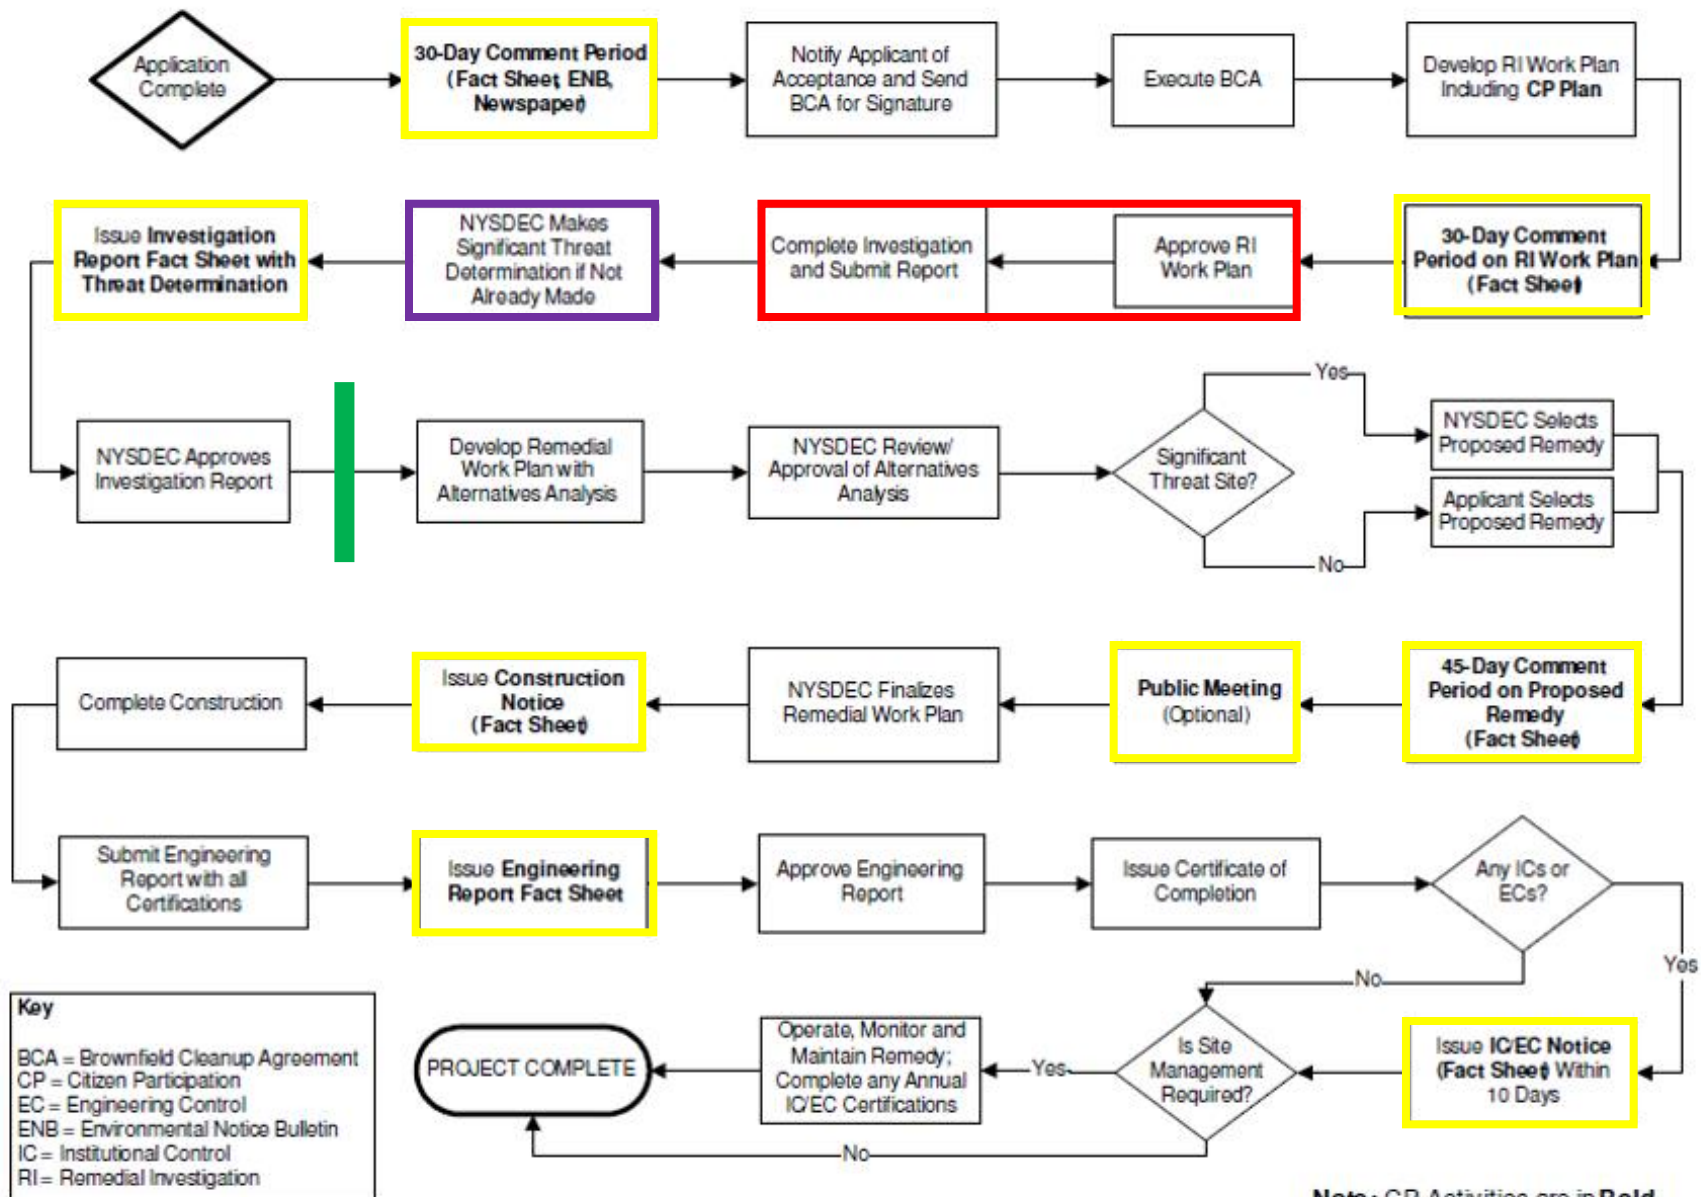 Application
Complete
30-Day Comment Period
(Fact Sheet, ENB,
Newspaper)
Notify Applicant of
Acceptance and Send
BCA for Signature
Execute BCA
Develop RI Work Plan
Including CP Plan
Issue Investigation
Report Fact Sheet with
Threat Determination
NYSDEC Makes
Significant Threat
Determination if Not
Already Made
Complete Investigation
and Submit Report
Approve RI
Work Plan
30-Day Comment
Period on RI Work Plan
(Fact Sheet)
NYSDEC Approves
Investigation Report
Develop Remedial
Work Plan with
Alternatives Analysis
NYSDEC Review/
Approval of Alternatives
Analysis
Significant
Threat Site?
Yes
No
NYSDEC Selects
Proposed Remedy
Applicant Selects
Proposed Remedy
Complete Construction
Issue Construction
Notice
(Fact Sheet)
NYSDEC Finalizes
Remedial Work Plan
Public Meeting
(Optional)
45-Day Comment
Period on Proposed
Remedy
(Fact Sheet)
Submit Engineering
Report with all
Certifications
Issue Engineering
Report Fact Sheet
Approve Engineering
Report
Issue Certificate of
Completion
Any ICs or
ECs?
Yes
No
Key
BCA = Brownfield Cleanup Agreement
CP = Citizen Participation
EC = Engineering Control
ENB = Environmental Notice Bulletin
IC = Institutional Control
RI = Remedial Investigation
PROJECT COMPLETE
Operate, Monitor and
Maintain Remedy;
Complete any Annual
IC/EC Certifications
Yes
Is Site
Management
Required?
Issue IC/EC Notice
(Fact Sheet) Within
10 Days
No
Note: CP Activities are in Bold